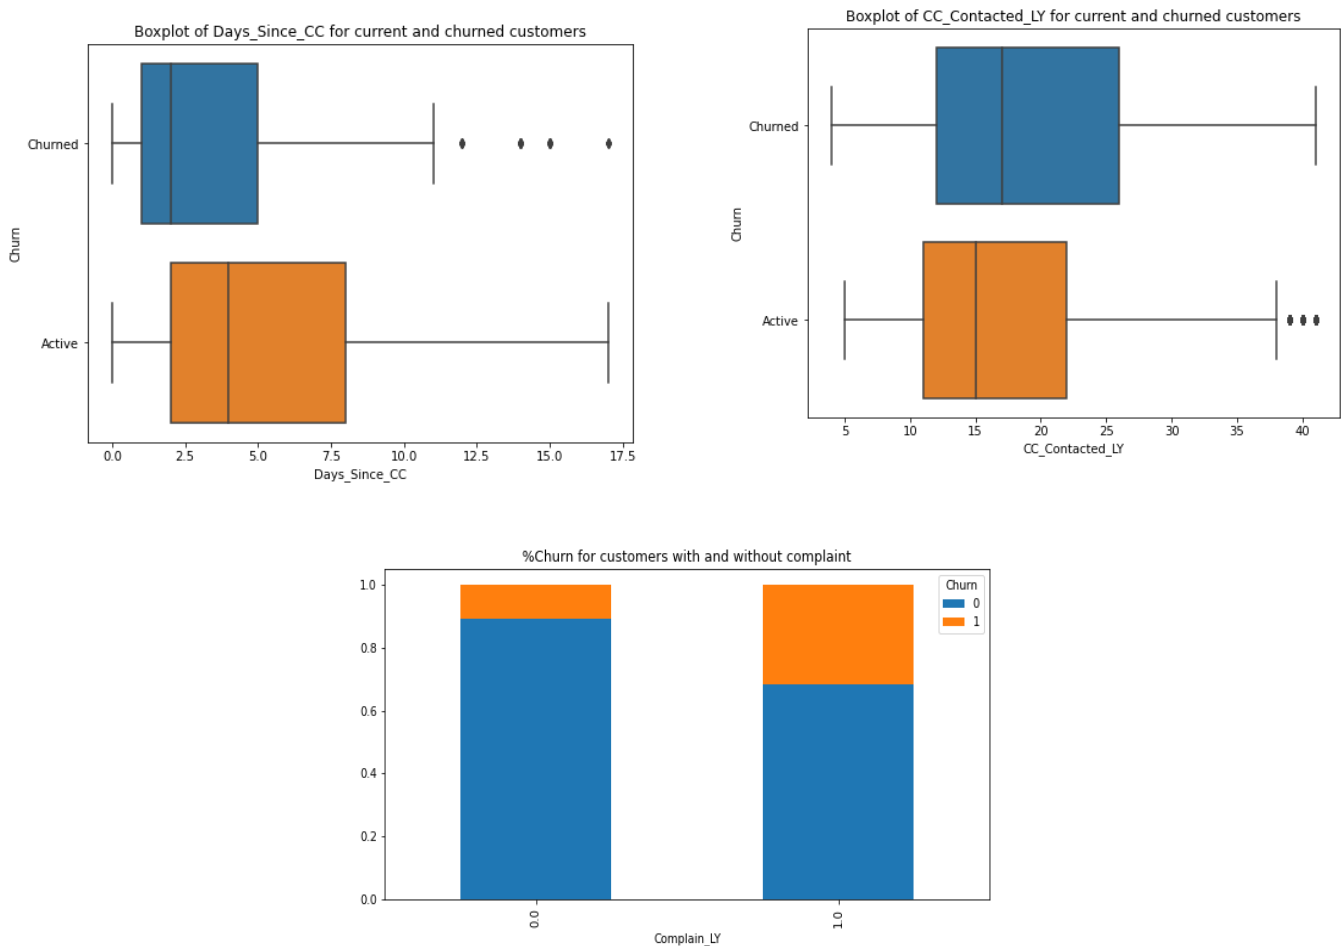 Boxplot of Days_Since_CC for current and churned customers
Churn
Churned
Active
0.0 2.5 5.0 7.5 10.0 12.5 15.0 17.5
Days_Since_CC
Boxplot of CC_Contacted_LY for current and churned customers
Churn
Churned
Active
5 10 15 20 25 30 35 40
CC_Contacted_LY
%Churn for customers with and without complaint
Churn
0
1
1.0
0.8
0.6
0.4
0.2
0.0
0.0 1.0
Complain_LY